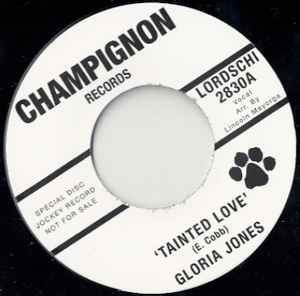 CHAMPIGNON
RECORDS
LORDSCHI
2830A
Vocal
Arr. By
Lincoln Mayorga
SPECIAL DISC
JOCKEY RECORD
NOT FOR SALE
'TAINTED LOVE'
(E. Cobb)
GLORIA JONES